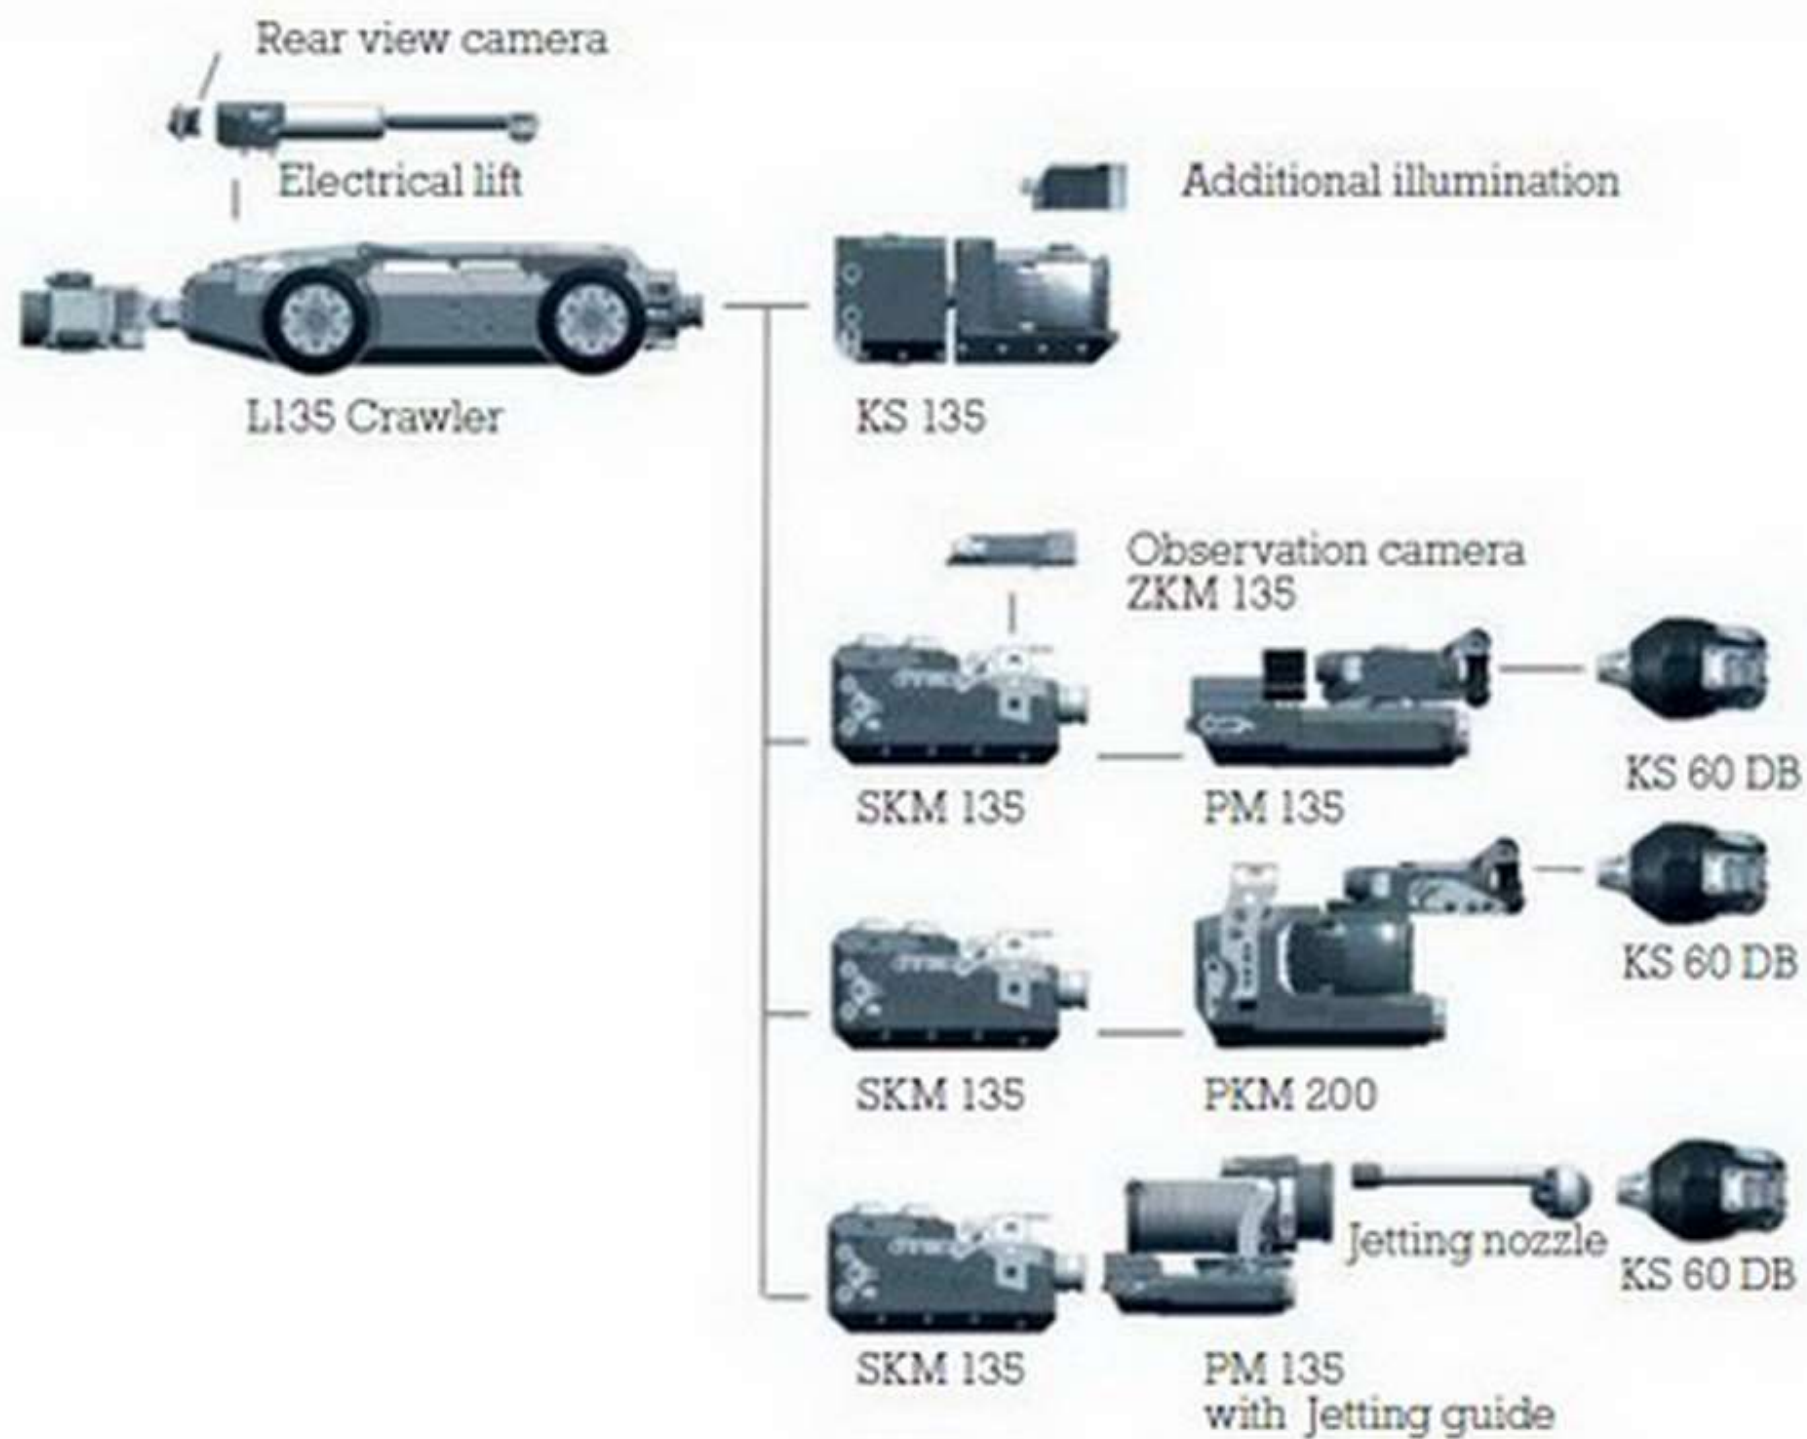 Rear view camera
Electrical lift
Additional illumination
L135 Crawler
KS 135
Observation camera
ZKM 135
KS 60 DB
SKM 135
PM 135
KS 60 DB
SKM 135
PKM 200
Jetting nozzle
KS 60 DB
SKM 135
PM 135
with Jetting guide